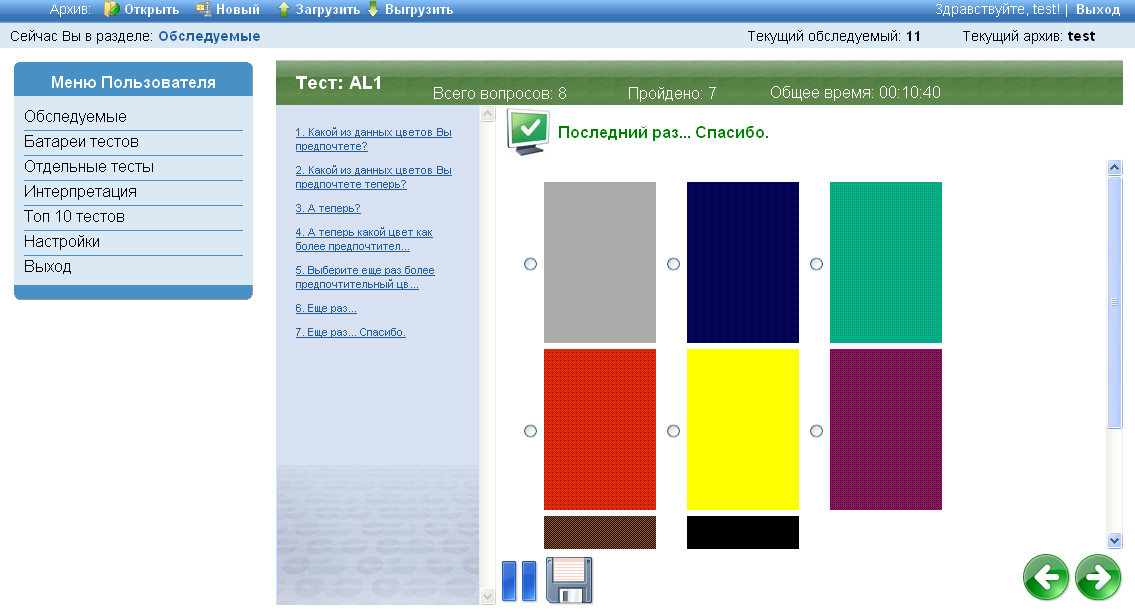 Архив: Открыть Новый Загрузить Выгрузить Здравствуйте, test! | Выход
Сейчас Вы в разделе: Обследуемые Текущий обследуемый: 11 Текущий архив: test
Меню Пользователя
Обследуемые
Батареи тестов
Отдельные тесты
Интерпретация
Топ 10 тестов
Настройки
Выход
Тест: AL1 Всего вопросов: 8 Пройдено: 7 Общее время: 00:10:40
1. Какой из данных цветов Вы
предпочтете?
2. Какой из данных цветов Вы
предпочтете теперь?
3. А теперь?
4. А теперь какой цвет как
более предпочтител...
5. Выберите еще раз более
предпочтительный цв...
6. Еще раз...
7. Еще раз... Спасибо.
Последний раз... Спасибо.